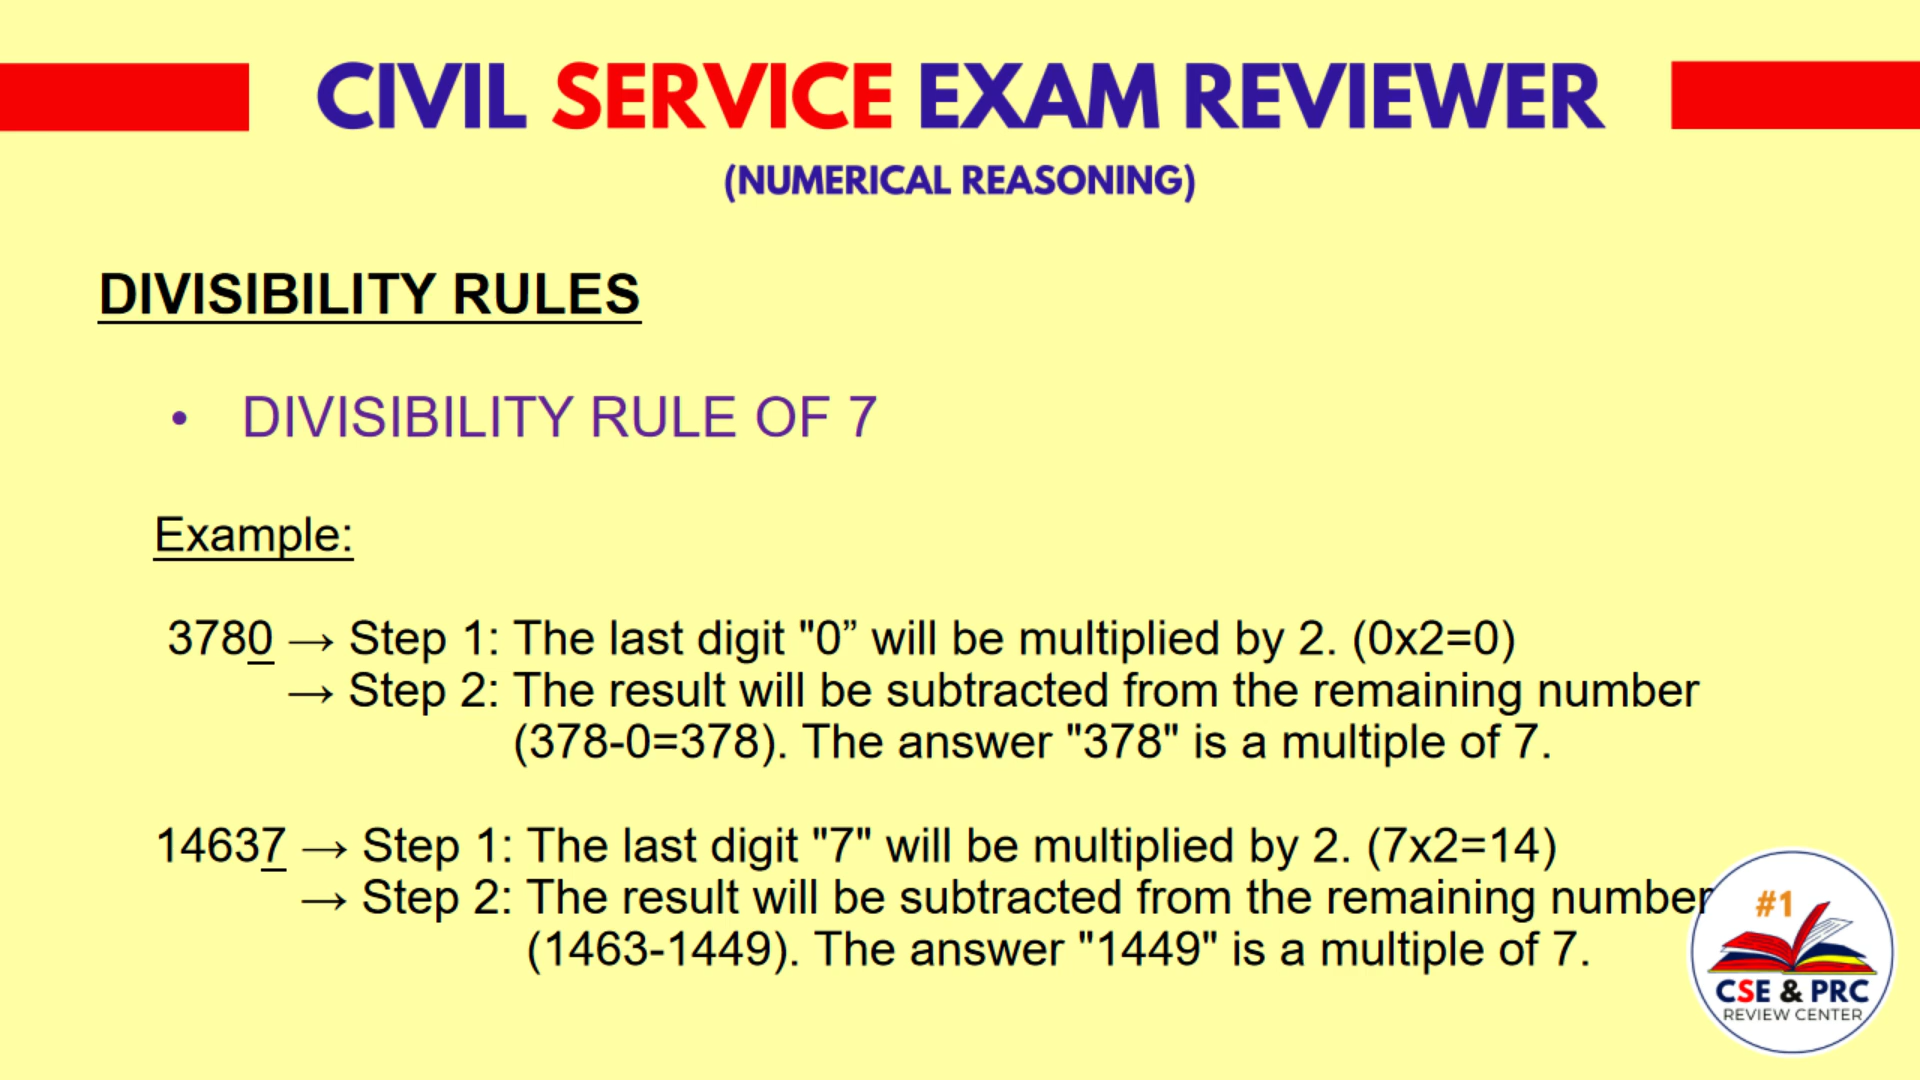 CIVIL SERVICE EXAM REVIEWER
(NUMERICAL REASONING)
DIVISIBILITY RULES
• DIVISIBILITY RULE OF 7
Example:
3780 → Step 1: The last digit "0” will be multiplied by 2. (0x2=0)
→ Step 2: The result will be subtracted from the remaining number
(378-0=378). The answer "378" is a multiple of 7.
14637 → Step 1: The last digit "7" will be multiplied by 2. (7x2=14)
→ Step 2: The result will be subtracted from the remaining number
(1463-1449). The answer "1449" is a multiple of 7.
#1
CSE & PRC
REVIEW CENTER